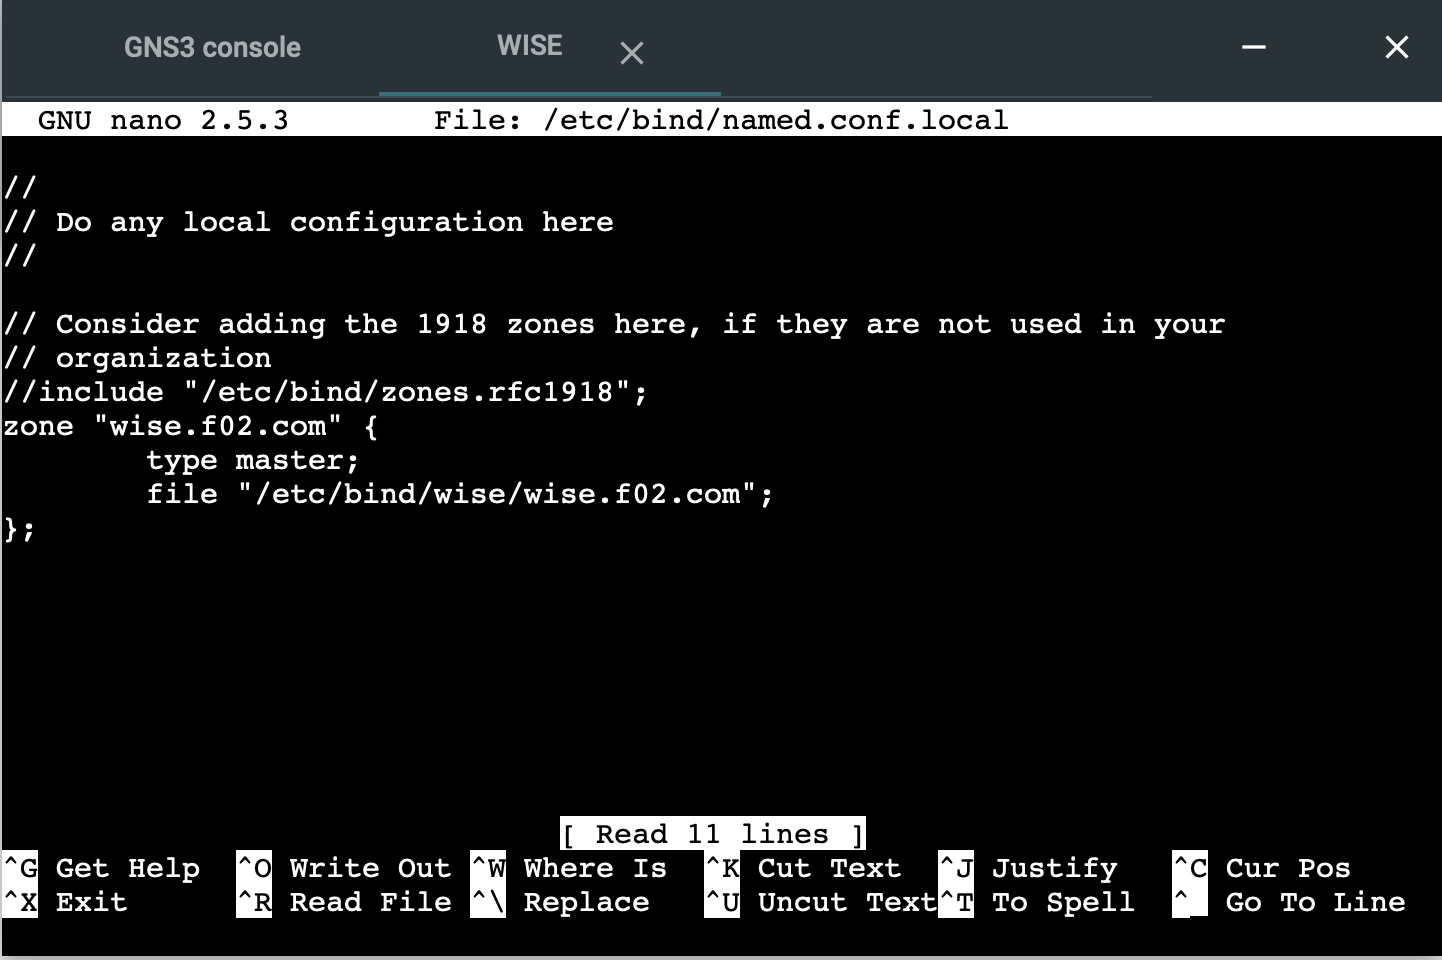 GNS3 console WISE
GNU nano 2.5.3 File: /etc/bind/named.conf.local
//
// Do any local configuration here
//
// Consider adding the 1918 zones here, if they are not used in your
// organization
//include "/etc/bind/zones.rfc1918";
zone "wise.f02.com" {
        type master;
        file "/etc/bind/wise/wise.f02.com";
};
[ Read 11 lines ]
^G Get Help ^O Write Out ^W Where Is ^K Cut Text ^J Justify ^C Cur Pos
^X Exit ^R Read File ^\ Replace ^U Uncut Text^T To Spell ^_ Go To Line